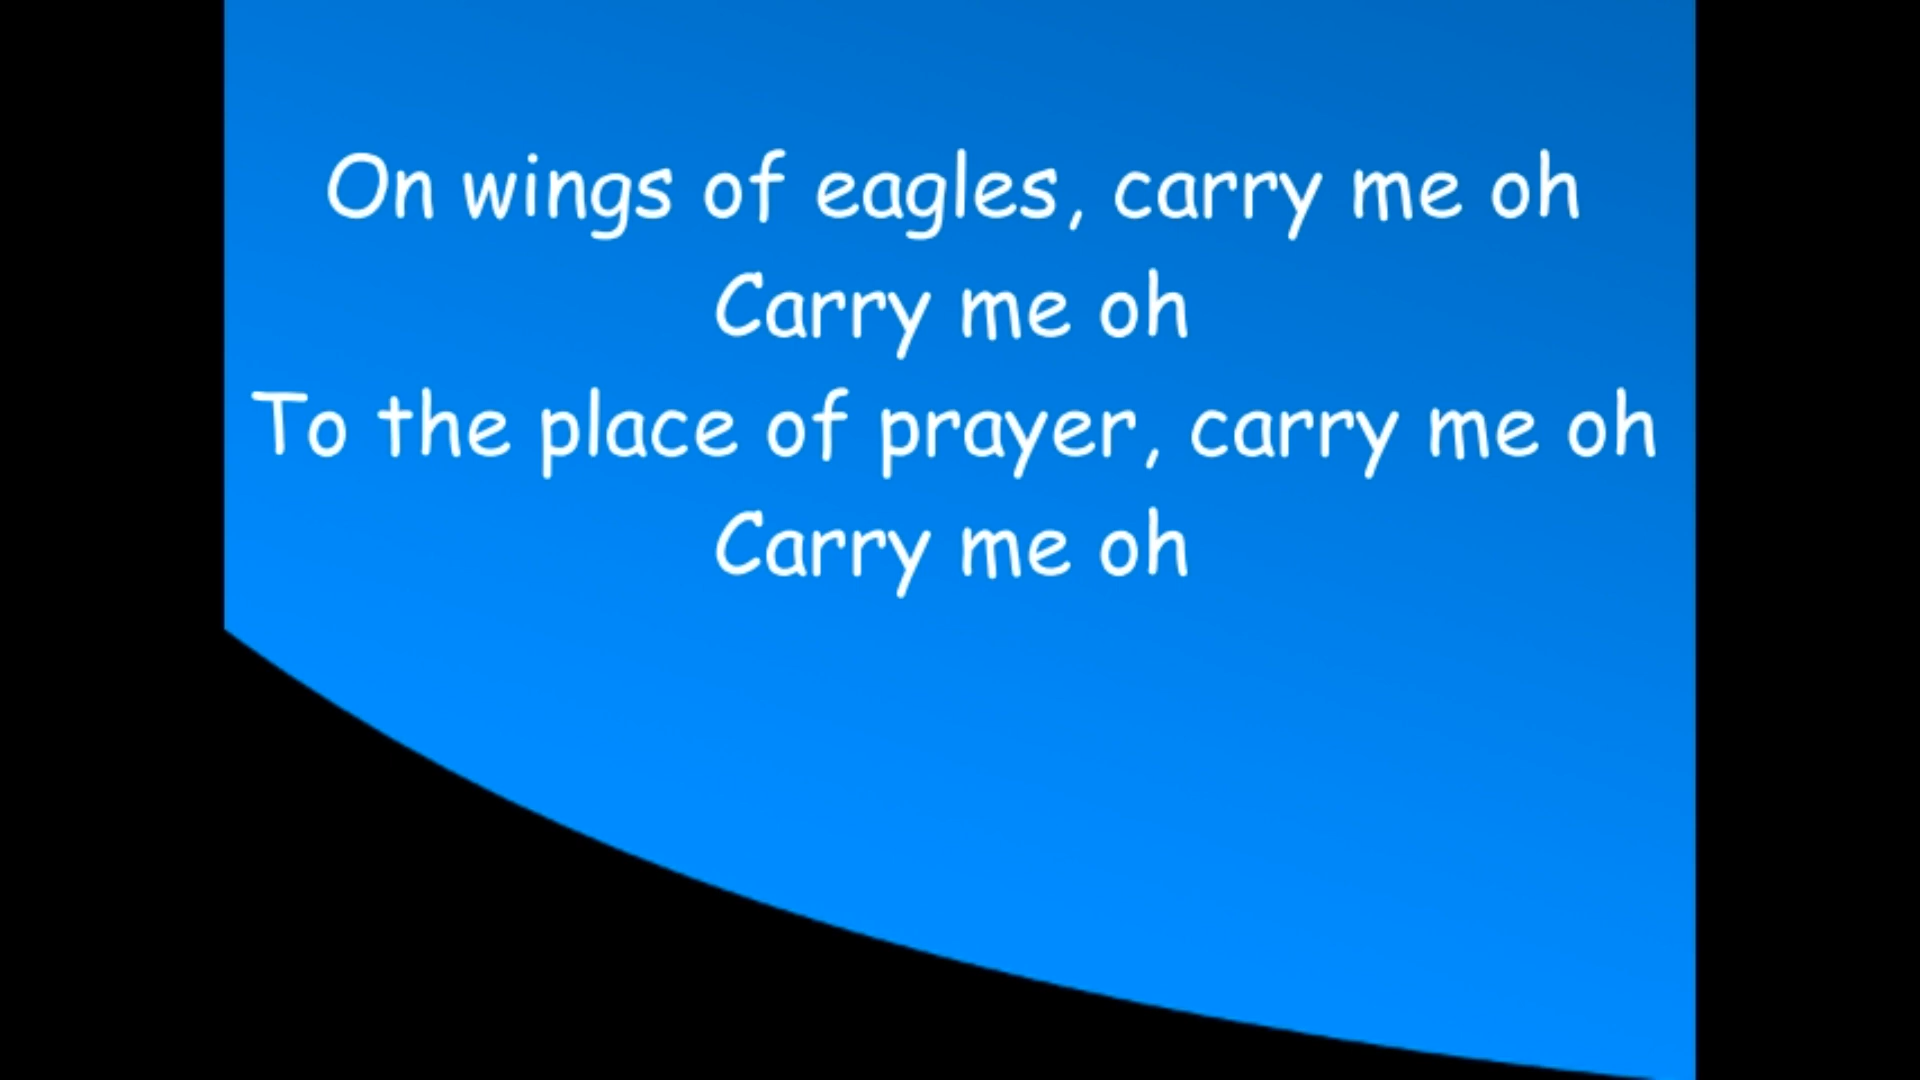 On wings of eagles, carry me oh
Carry me oh
To the place of prayer, carry me oh
Carry me oh